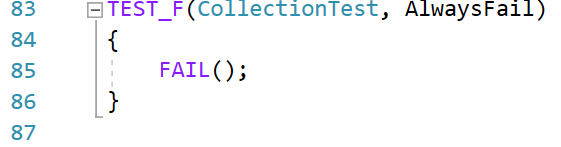 83 TEST_F(CollectionTest, AlwaysFail)
84 {
85 FAIL();
86 }
87